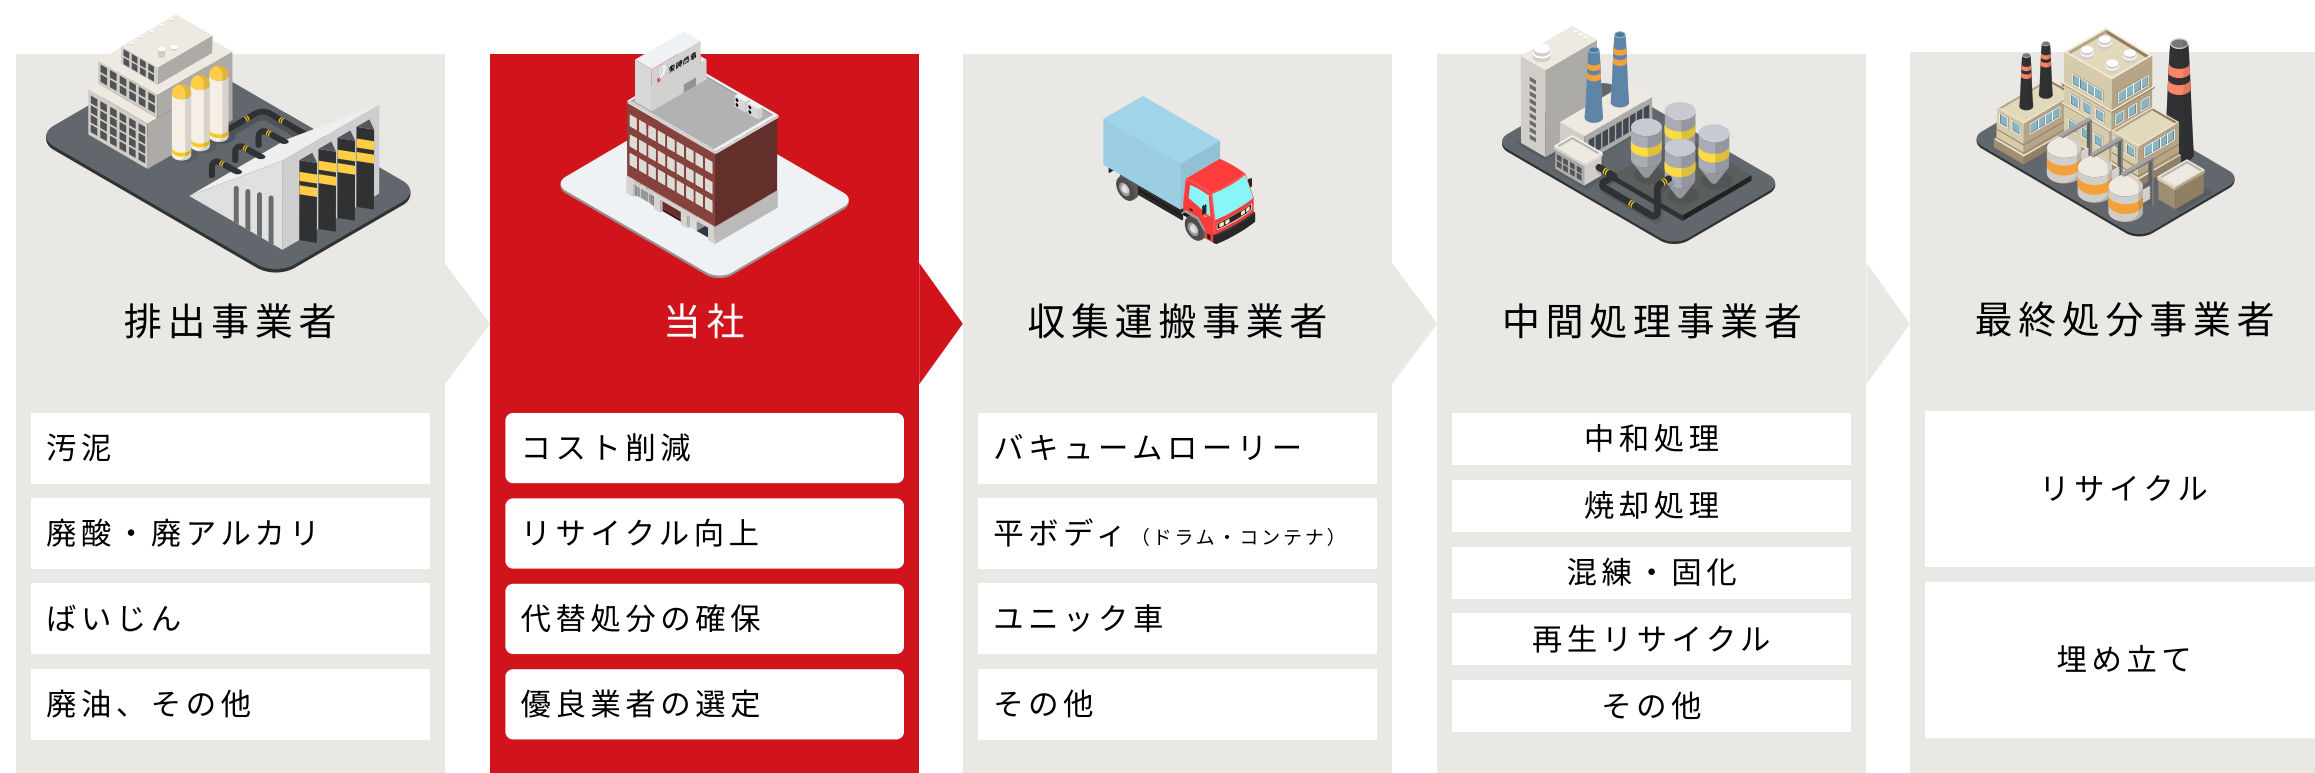 排出事業者
汚泥
廃酸・廃アルカリ
ばいじん
廃油、その他
当社
コスト削減
リサイクル向上
代替処分の確保
優良業者の選定
収集運搬事業者
バキュームローリー
平ボディ（ドラム・コンテナ）
ユニック車
その他
中間処理事業者
中和処理
焼却処理
混練・固化
再生リサイクル
その他
最終処分事業者
リサイクル
埋め立て